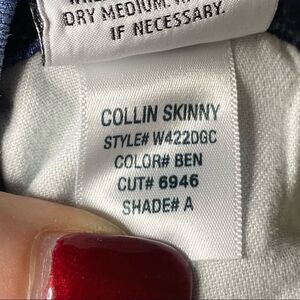 DRY MEDIUM.
IF NECESSARY.
COLLIN SKINNY
STYLE# W422DGC
COLOR# BEN
CUT# 6946
SHADE# A